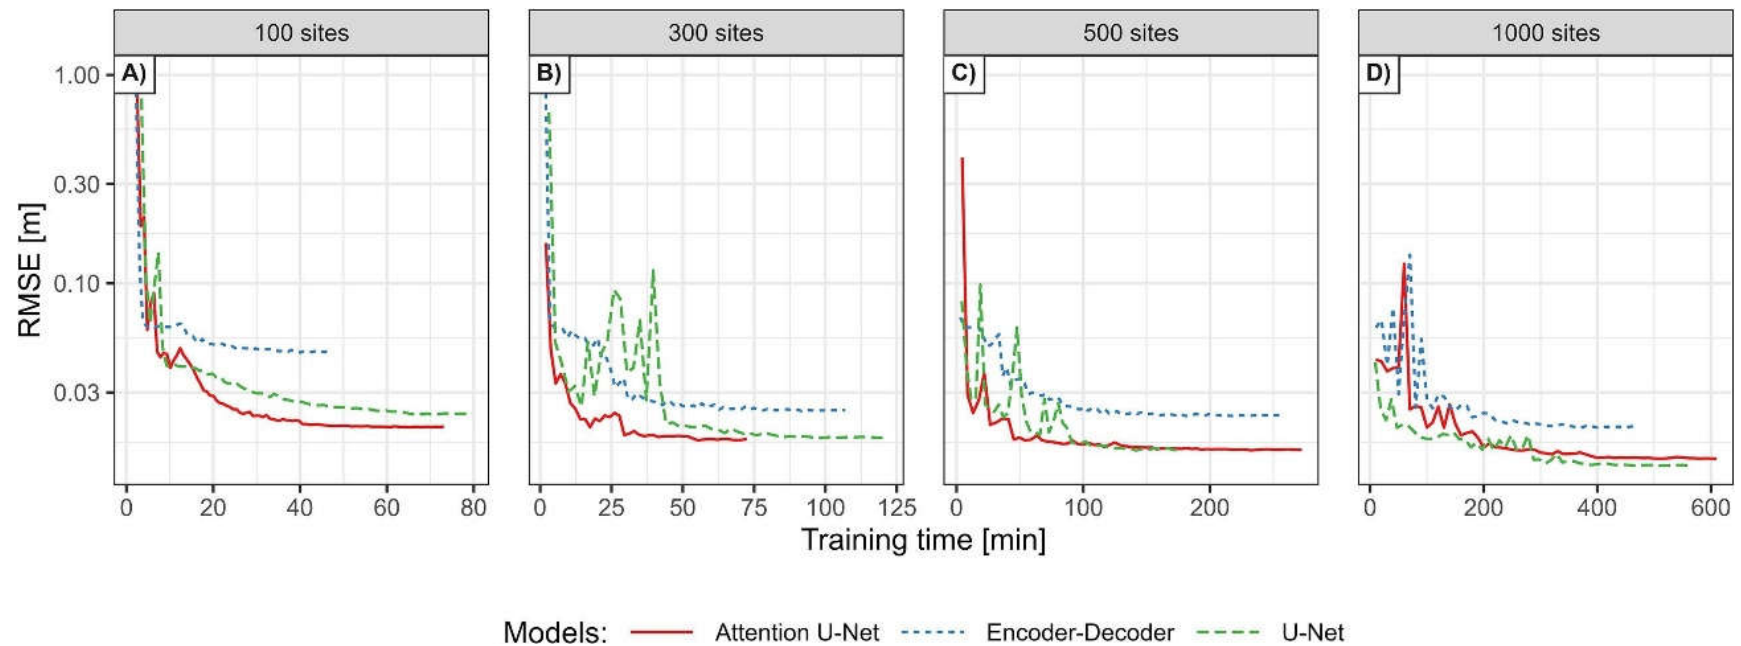 100 sites
300 sites
500 sites
1000 sites
A)
B)
C)
D)
1.00
0.30
0.10
0.03
RMSE [m]
0 20 40 60 80
0 25 50 75 100 125
0 100 200
0 200 400 600
Training time [min]
Models: Attention U-Net Encoder-Decoder U-Net